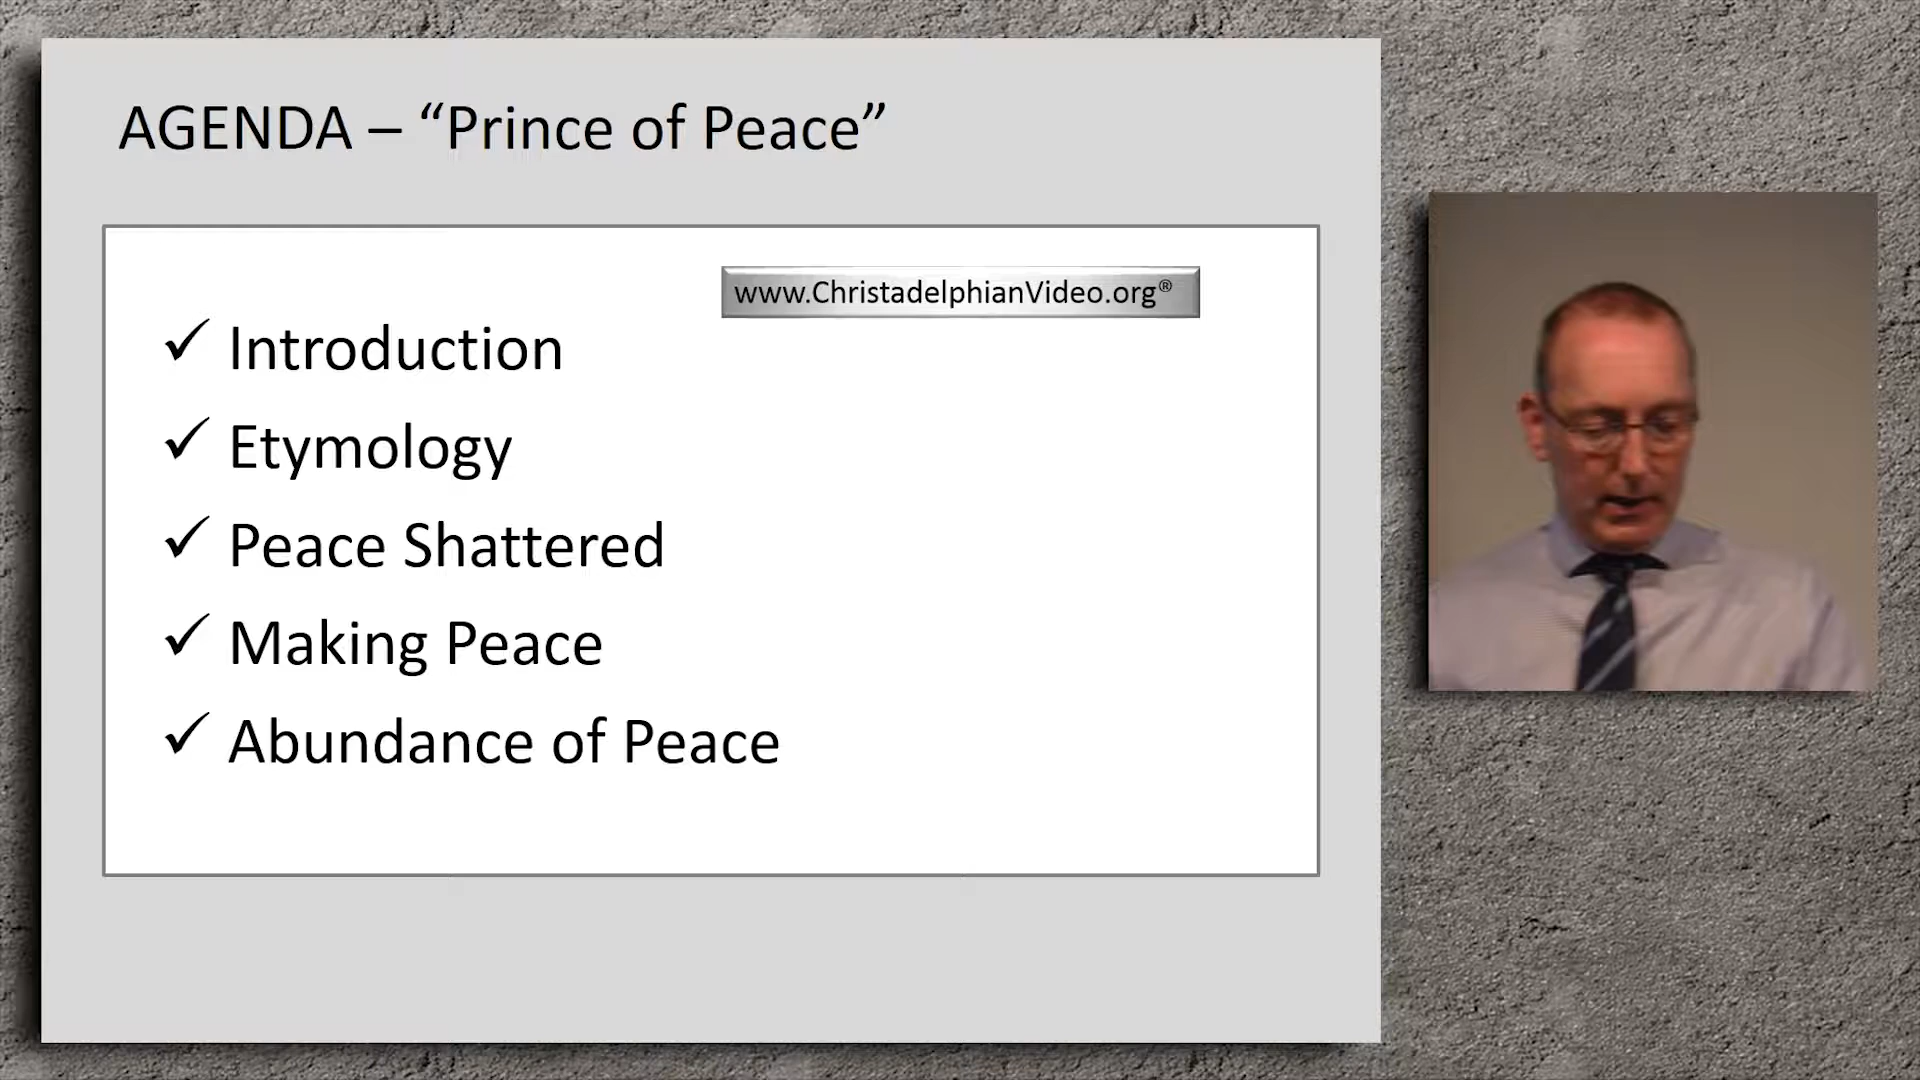 AGENDA – “Prince of Peace”
www.ChristadelphianVideo.org®
✓ Introduction
✓ Etymology
✓ Peace Shattered
✓ Making Peace
✓ Abundance of Peace